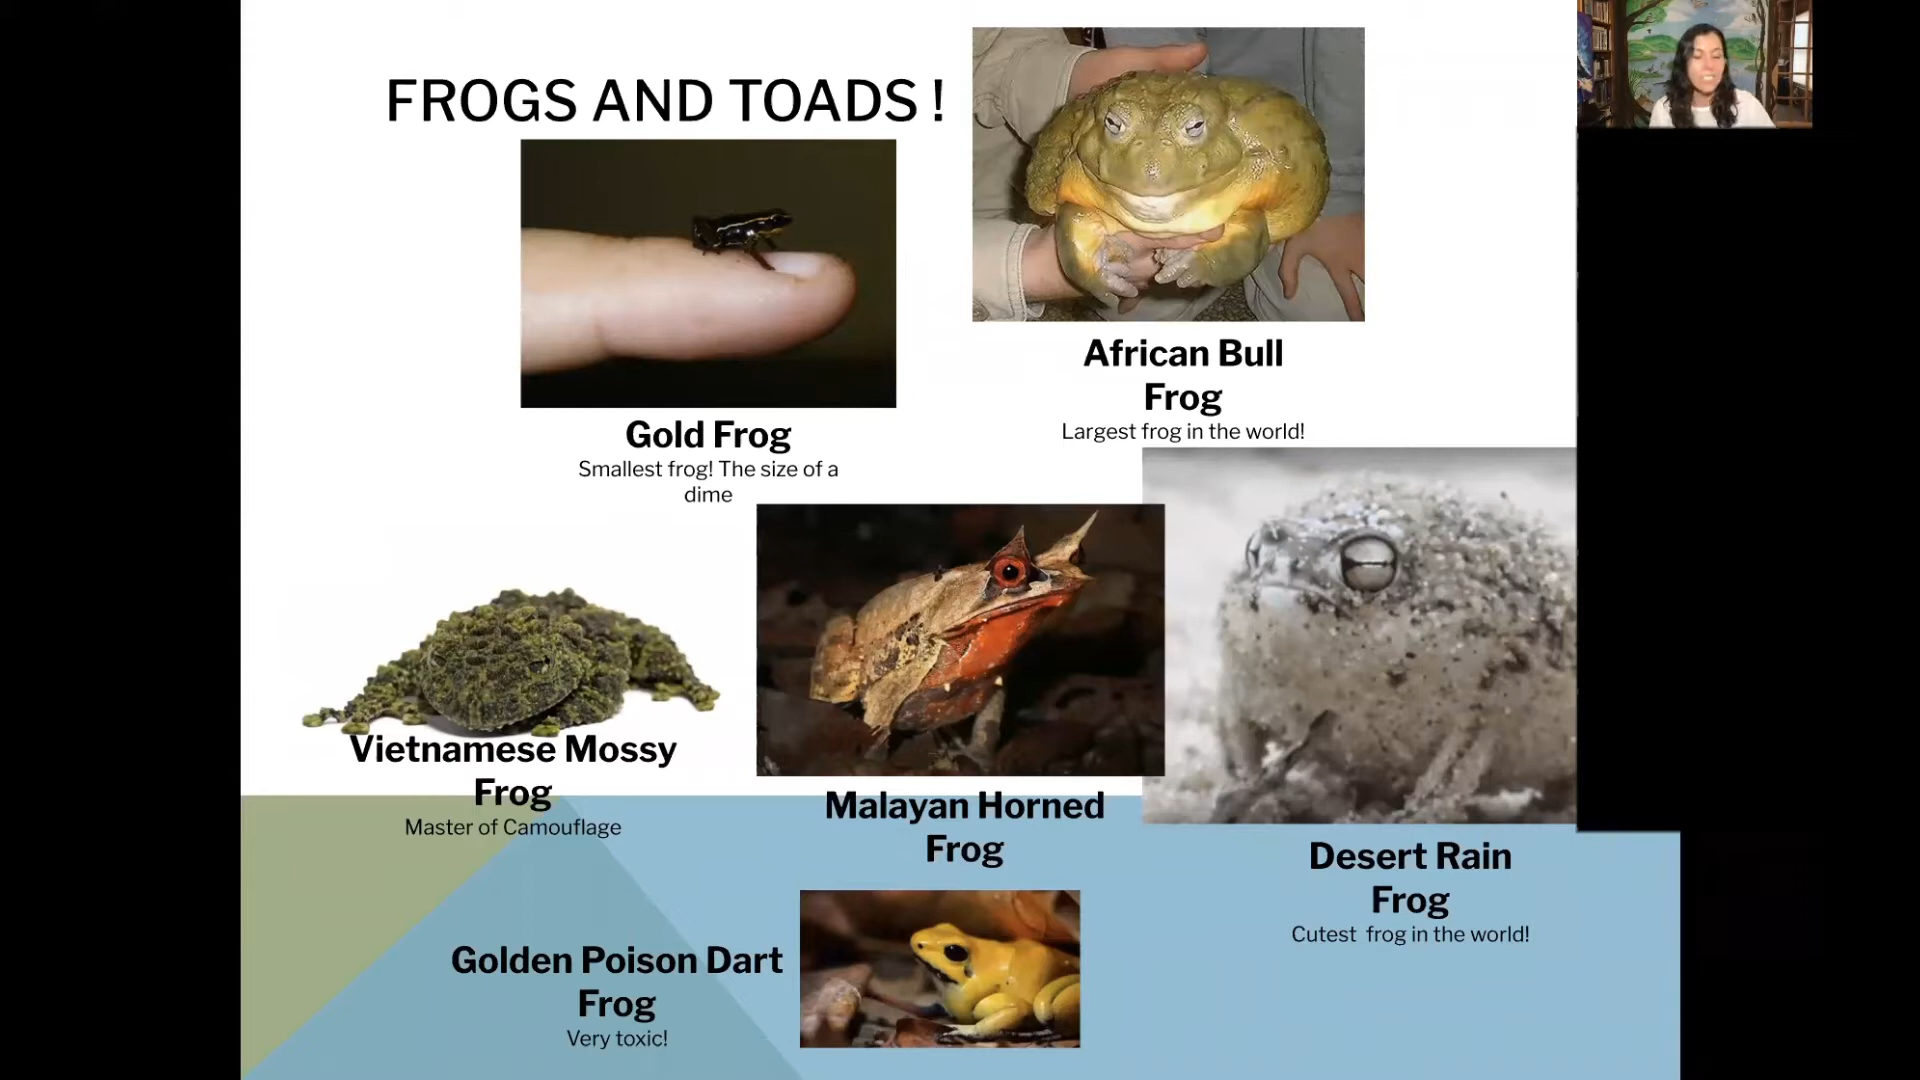 FROGS AND TOADS !
Gold Frog
Smallest frog! The size of a
dime
African Bull
Frog
Largest frog in the world!
Vietnamese Mossy
Frog
Master of Camouflage
Malayan Horned
Frog
Desert Rain
Frog
Cutest frog in the world!
Golden Poison Dart
Frog
Very toxic!